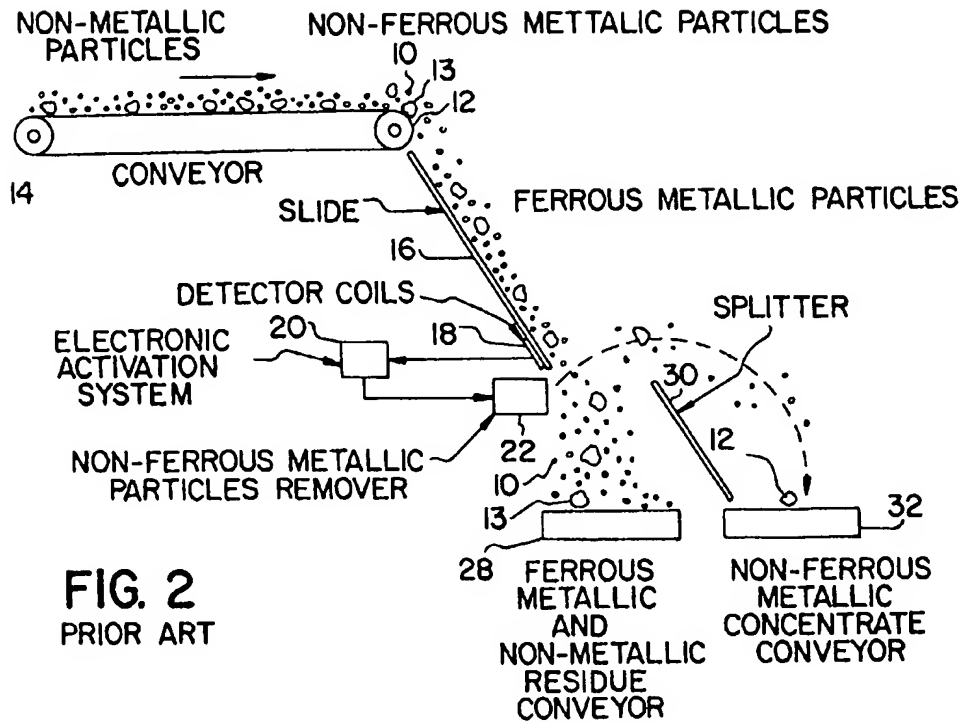 NON-METALLIC
PARTICLES
NON-FERROUS METTALIC PARTICLES
10
13
12
CONVEYOR
14
SLIDE
FERROUS METALLIC PARTICLES
16
DETECTOR COILS
SPLITTER
20
18
ELECTRONIC
ACTIVATION
SYSTEM
30
22
12
NON-FERROUS METALLIC
PARTICLES REMOVER
10
13
28
32
FIG. 2
PRIOR ART
FERROUS
METALLIC
AND
NON-METALLIC
RESIDUE
CONVEYOR
NON-FERROUS
METALLIC
CONCENTRATE
CONVEYOR